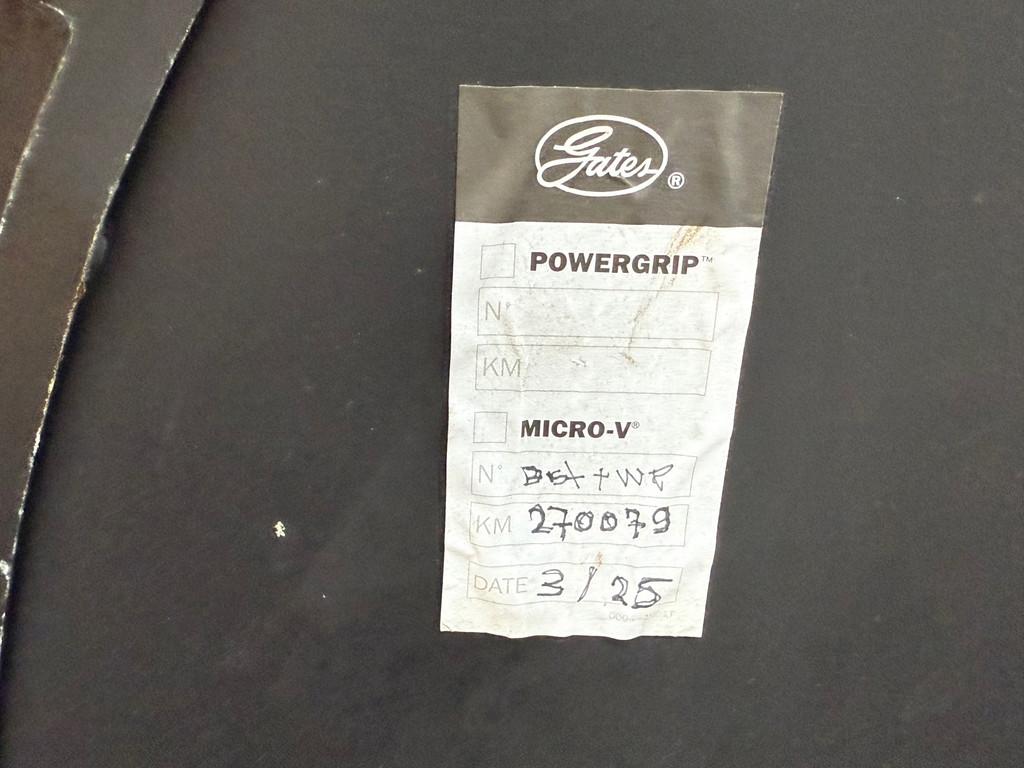 Gates®
POWERGRIP™
N°
KM
MICRO-V®
N° + WP
KM 270079
DATE 3/25